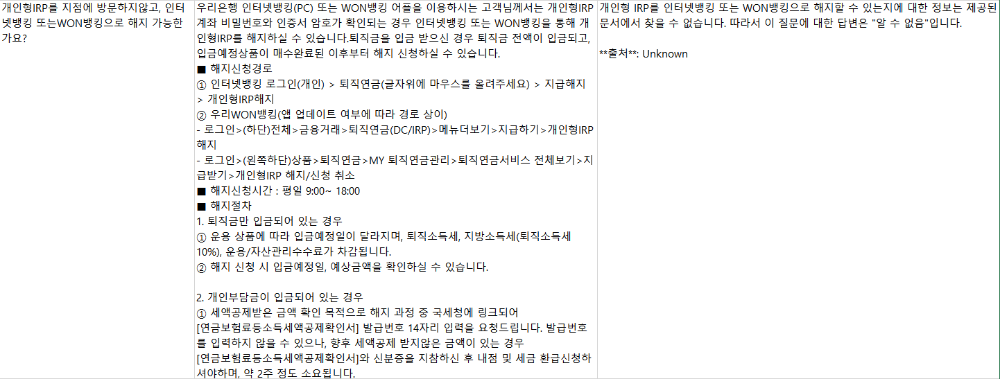 개인형IRP를 지점에 방문하지않고, 인터
넷뱅킹 또는WON뱅킹으로 해지 가능한
가요?
우리은행 인터넷뱅킹(PC) 또는 WON뱅킹 어플을 이용하시는 고객님께서는 개인형IRP
계좌 비밀번호와 인증서 암호가 확인되는 경우 인터넷뱅킹 또는 WON뱅킹을 통해 개
인형IRP를 해지하실 수 있습니다.퇴직금을 입금 받으신 경우 퇴직금 전액이 입금되고,
입금예정상품이 매수완료된 이후부터 해지 신청하실 수 있습니다.
■ 해지신청경로
① 인터넷뱅킹 로그인(개인) > 퇴직연금(글자위에 마우스를 올려주세요) > 지급해지
> 개인형IRP해지
② 우리WON뱅킹(앱 업데이트 여부에 따라 경로 상이)
- 로그인>(하단)전체>금융거래>퇴직연금(DC/IRP)>메뉴더보기>지급하기>개인형IRP
해지
- 로그인>(왼쪽하단)상품>퇴직연금>MY 퇴직연금관리>퇴직연금서비스 전체보기>지
급받기>개인형IRP 해지/신청 취소
■ 해지신청시간 : 평일 9:00~ 18:00
■ 해지절차
1. 퇴직금만 입금되어 있는 경우
① 운용 상품에 따라 입금예정일이 달라지며, 퇴직소득세, 지방소득세(퇴직소득세
10%), 운용/자산관리수수료가 차감됩니다.
② 해지 신청 시 입금예정일, 예상금액을 확인하실 수 있습니다.
2. 개인부담금이 입금되어 있는 경우
① 세액공제받은 금액 확인 목적으로 해지 과정 중 국세청에 링크되어
[연금보험료등소득세액공제확인서] 발급번호 14자리 입력을 요청드립니다. 발급번호
를 입력하지 않을 수 있으나, 향후 세액공제 받지않은 금액이 있는 경우
[연금보험료등소득세액공제확인서]와 신분증을 지참하신 후 내점 및 세금 환급신청하
셔야하며, 약 2주 정도 소요됩니다.
개인형 IRP를 인터넷뱅킹 또는 WON뱅킹으로 해지할 수 있는지에 대한 정보는 제공된
문서에서 찾을 수 없습니다. 따라서 이 질문에 대한 답변은 "알 수 없음"입니다.
**출처**: Unknown